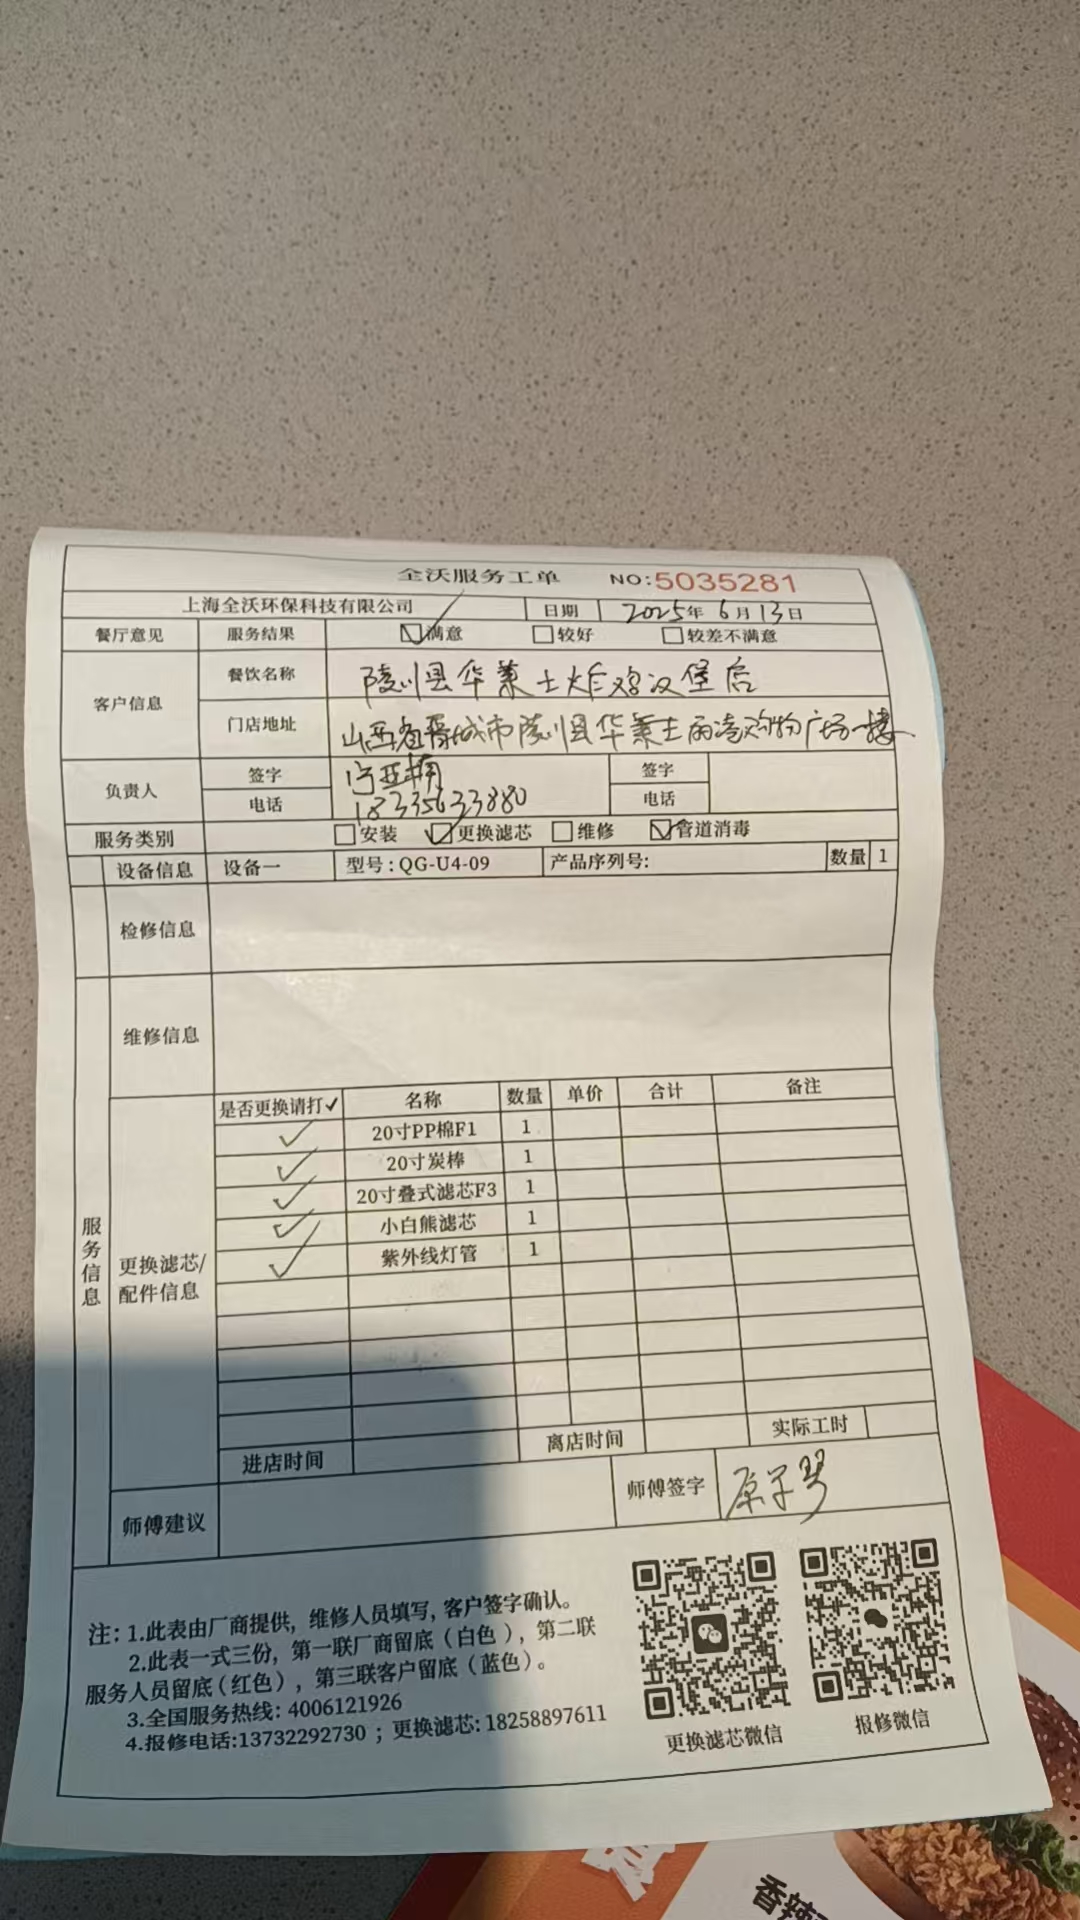 全沃服务工单 NO:5035281
上海全沃环保科技有限公司 日期 2025年6月13日
餐厅意见 服务结果 满意 较好 较差不满意
客户信息 餐饮名称 陵川县华莱士炸鸡汉堡店
门店地址 山西省晋城市陵川县华莱士丽凌购物广场一楼
负责人 签字 签字
电话 18335633880 电话
服务类别 安装 更换滤芯 维修 管道消毒
设备信息 设备一 型号:QG-U4-09 产品序列号: 数量 1
检修信息
维修信息
是否更换请打✓ 名称 数量 单价 合计 备注
✓ 20寸PP棉F1 1
✓ 20寸炭棒 1
✓ 20寸叠式滤芯F3 1
✓ 小白熊滤芯 1
✓ 紫外线灯管 1
服务信息
更换滤芯/
配件信息
进店时间 离店时间 实际工时
师傅建议 师傅签字
注:1.此表由厂商提供,维修人员填写,客户签字确认。
2.此表一式三份,第一联厂商留底(白色),第二联
服务人员留底(红色),第三联客户留底(蓝色)。
3.全国服务热线:4006121926
4.报修电话:13732292730;更换滤芯:18258897611
更换滤芯微信 报修微信
香辣